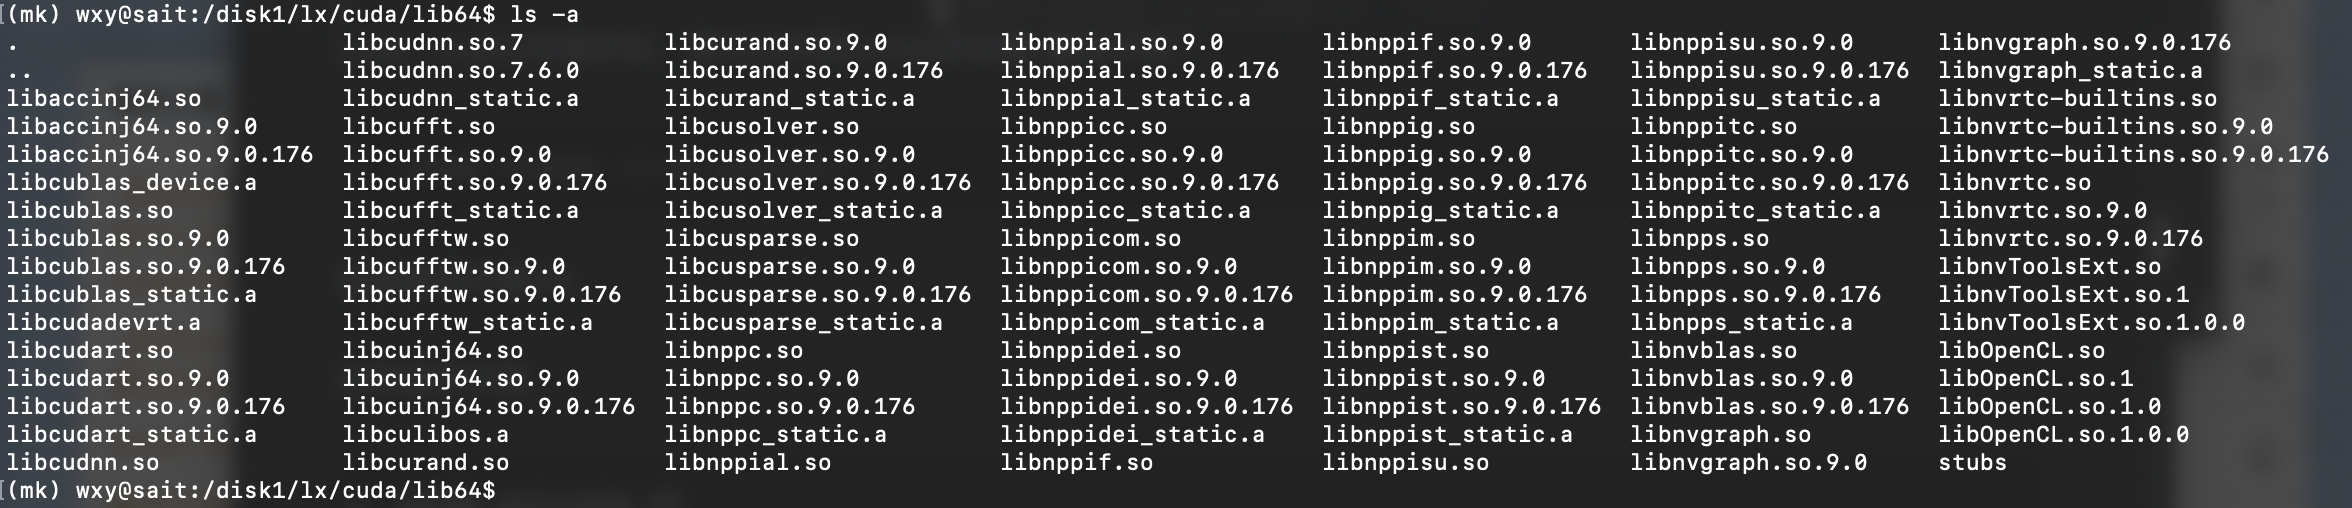 (mk) wxy@sait:/disk1/lx/cuda/lib64$ ls -a
. libcudnn.so.7 libcurand.so.9.0 libnppial.so.9.0 libnppif.so.9.0 libnppisu.so.9.0 libnvgraph.so.9.0.176
.. libcudnn.so.7.6.0 libcurand.so.9.0.176 libnppial.so.9.0.176 libnppif.so.9.0.176 libnppisu.so.9.0.176 libnvgraph_static.a
libaccinj64.so libcudnn_static.a libcurand_static.a libnppial_static.a libnppif_static.a libnppisu_static.a libnvrtc-builtins.so
libaccinj64.so.9.0 libcufft.so libcusolver.so libnppicc.so libnppig.so libnppitc.so libnvrtc-builtins.so.9.0
libaccinj64.so.9.0.176 libcufft.so.9.0 libcusolver.so.9.0 libnppicc.so.9.0 libnppig.so.9.0 libnppitc.so.9.0 libnvrtc-builtins.so.9.0.176
libcublas_device.a libcufft.so.9.0.176 libcusolver.so.9.0.176 libnppicc.so.9.0.176 libnppig.so.9.0.176 libnppitc.so.9.0.176 libnvrtc.so
libcublas.so libcufft_static.a libcusolver_static.a libnppicc_static.a libnppig_static.a libnppitc_static.a libnvrtc.so.9.0
libcublas.so.9.0 libcufftw.so libcusparse.so libnppicom.so libnppim.so libnpps.so libnvrtc.so.9.0.176
libcublas.so.9.0.176 libcufftw.so.9.0 libcusparse.so.9.0 libnppicom.so.9.0 libnppim.so.9.0 libnpps.so.9.0 libnvToolsExt.so
libcublas_static.a libcufftw.so.9.0.176 libcusparse.so.9.0.176 libnppicom.so.9.0.176 libnppim.so.9.0.176 libnpps.so.9.0.176 libnvToolsExt.so.1
libcudadevrt.a libcufftw_static.a libcusparse_static.a libnppicom_static.a libnppim_static.a libnpps_static.a libnvToolsExt.so.1.0.0
libcudart.so libcuinj64.so libnppc.so libnppidei.so libnppist.so libnvblas.so libOpenCL.so
libcudart.so.9.0 libcuinj64.so.9.0 libnppc.so.9.0 libnppidei.so.9.0 libnppist.so.9.0 libnvblas.so.9.0 libOpenCL.so.1
libcudart.so.9.0.176 libcuinj64.so.9.0.176 libnppc.so.9.0.176 libnppidei.so.9.0.176 libnppist.so.9.0.176 libnvblas.so.9.0.176 libOpenCL.so.1.0
libcudart_static.a libculibos.a libnppc_static.a libnppidei_static.a libnppist_static.a libnvgraph.so libOpenCL.so.1.0.0
libcudnn.so libcurand.so libnppial.so libnppif.so libnppisu.so libnvgraph.so.9.0 stubs
(mk) wxy@sait:/disk1/lx/cuda/lib64$